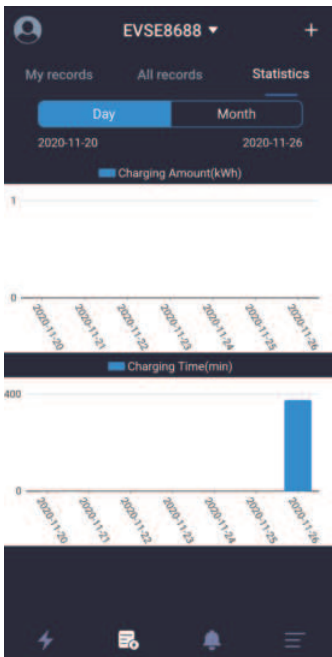 EVSE8688 ▼ +
My records All records Statistics
Day Month
2020-11-20 2020-11-26
Charging Amount(kWh)
1
0
2020-11-20 2020-11-21 2020-11-22 2020-11-23 2020-11-24 2020-11-25 2020-11-26
Charging Time(min)
400
0
2020-11-20 2020-11-21 2020-11-22 2020-11-23 2020-11-24 2020-11-25 2020-11-26